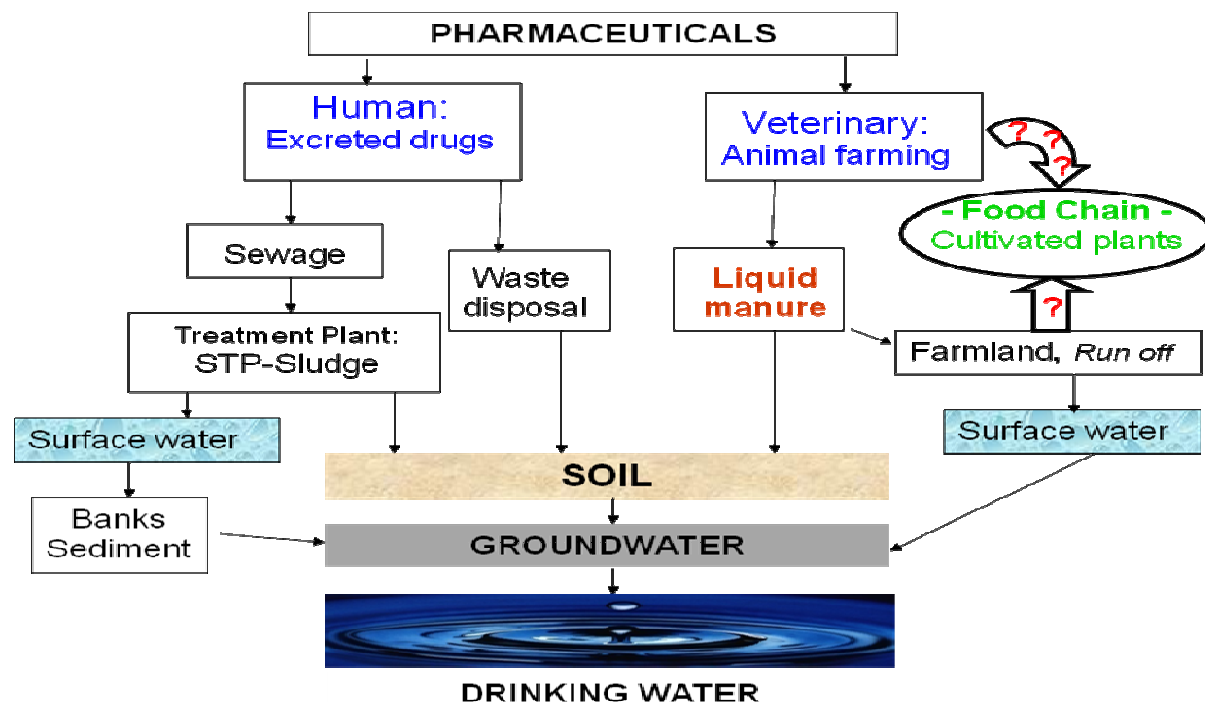 PHARMACEUTICALS
Human:
Excreted drugs
Veterinary:
Animal farming
? ? ?
- Food Chain -
Cultivated plants
Sewage
Waste
disposal
Liquid
manure
?
Treatment Plant:
STP-Sludge
Farmland, Run off
Surface water
Surface water
SOIL
Banks
Sediment
GROUNDWATER
DRINKING WATER